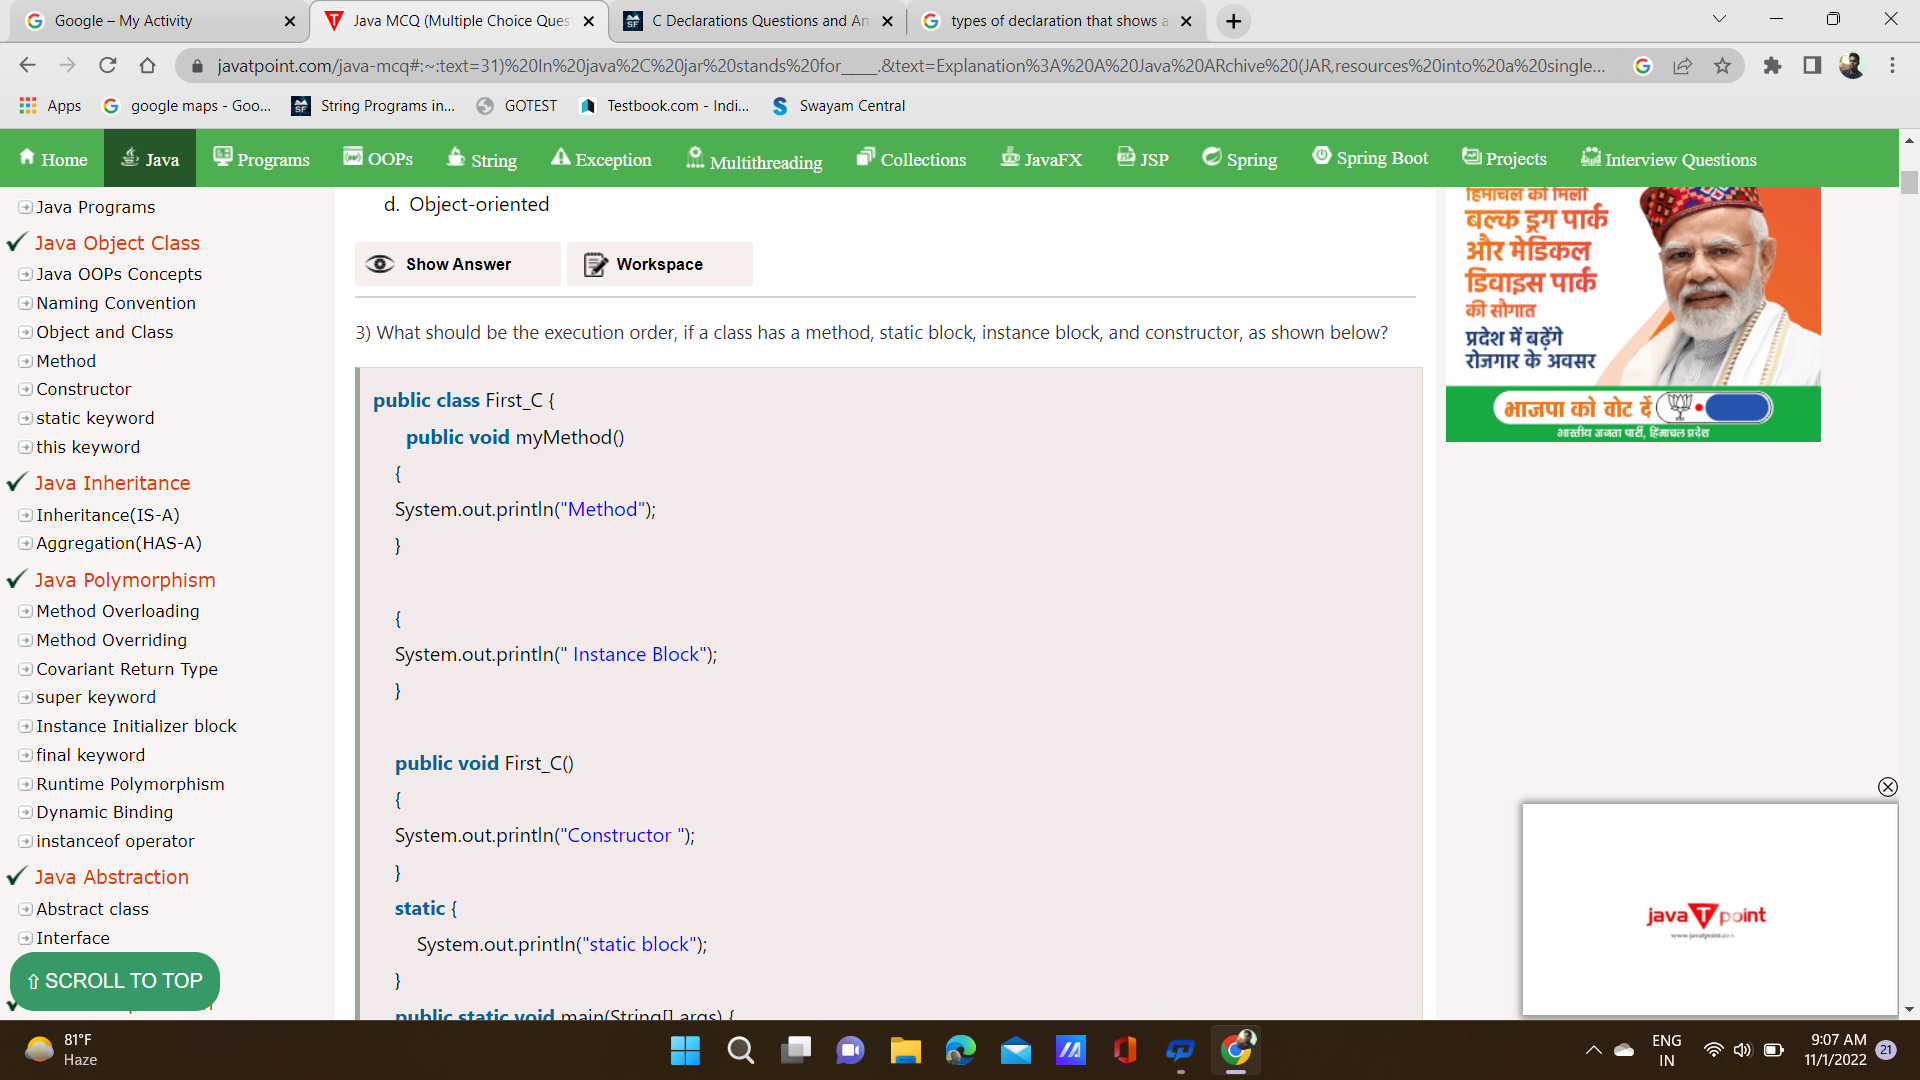 Google – My Activity
Java MCQ (Multiple Choice Ques
C Declarations Questions and An
types of declaration that shows a
javatpoint.com/java-mcq#:~:text=31)%20In%20java%2C%20jar%20stands%20for_____.&text=Explanation%3A%20A%20Java%20ARchive%20(JAR,resources%20into%20a%20single...
Apps
google maps - Goo...
String Programs in...
GOTEST
Testbook.com - Indi...
Swayam Central
Home
Java
Programs
OOPs
String
Exception
Multithreading
Collections
JavaFX
JSP
Spring
Spring Boot
Projects
Interview Questions
Java Programs
Java Object Class
Java OOPs Concepts
Naming Convention
Object and Class
Method
Constructor
static keyword
this keyword
Java Inheritance
Inheritance(IS-A)
Aggregation(HAS-A)
Java Polymorphism
Method Overloading
Method Overriding
Covariant Return Type
super keyword
Instance Initializer block
final keyword
Runtime Polymorphism
Dynamic Binding
instanceof operator
Java Abstraction
Abstract class
Interface
⇧ SCROLL TO TOP
d. Object-oriented
Show Answer
Workspace
3) What should be the execution order, if a class has a method, static block, instance block, and constructor, as shown below?
public class First_C {
public void myMethod()
{
System.out.println("Method");
}
{
System.out.println(" Instance Block");
}
public void First_C()
{
System.out.println("Constructor ");
}
static {
System.out.println("static block");
}
public static void main(String[] args) {
हिमाचल को मिली
बल्क ड्रग पार्क
और मेडिकल
डिवाइस पार्क
की सौगात
प्रदेश में बढ़ेंगे
रोजगार के अवसर
भाजपा को वोट दें
भारतीय जनता पार्टी, हिमाचल प्रदेश
java T point
www.javatpoint.com
81°F
Haze
ENG
IN
9:07 AM
11/1/2022
21